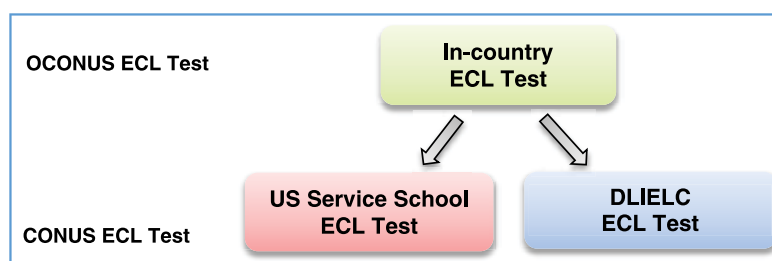 OCONUS ECL Test
In-country
ECL Test
US Service School
ECL Test
DLIELC
ECL Test
CONUS ECL Test